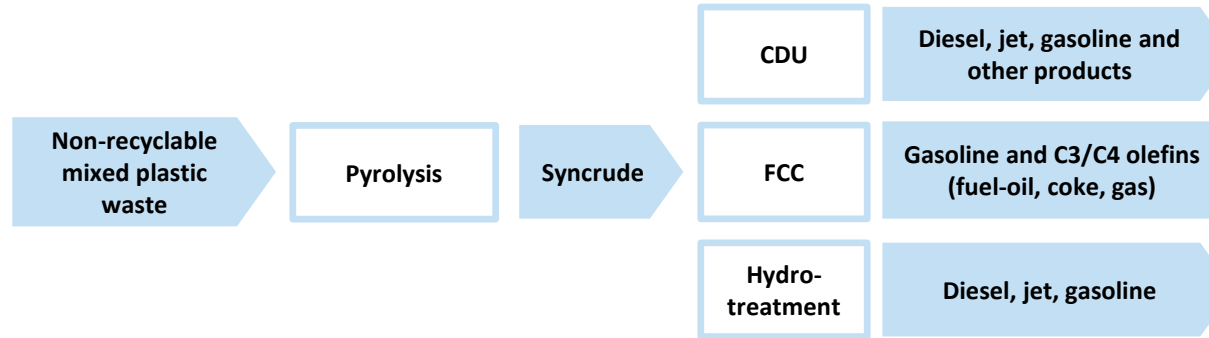 Non-recyclable
mixed plastic
waste
Pyrolysis
Syncrude
CDU
Diesel, jet, gasoline and
other products
FCC
Gasoline and C3/C4 olefins
(fuel-oil, coke, gas)
Hydro-
treatment
Diesel, jet, gasoline